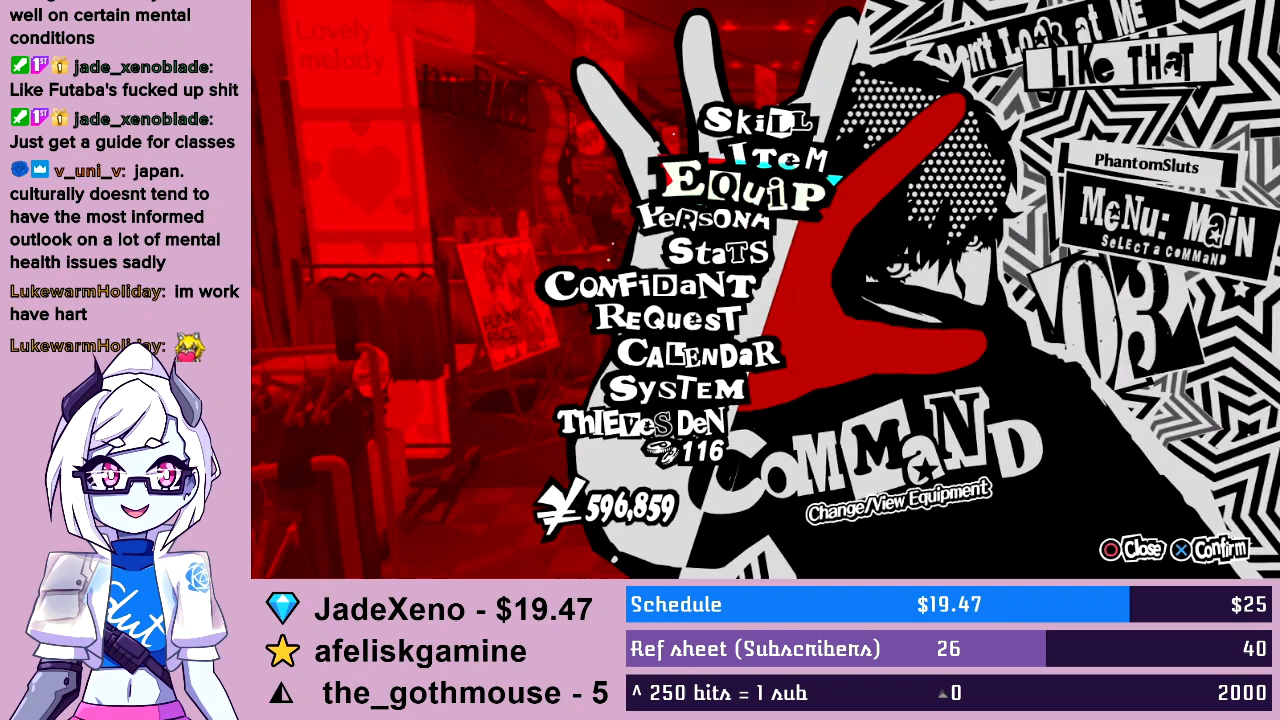 well on certain mental
conditions
jade_xenoblade:
Like Futaba's fucked up shit
jade_xenoblade:
Just get a guide for classes
v_uni_v: japan.
culturally doesnt tend to
have the most informed
outlook on a lot of mental
health issues sadly
LukewarmHoliday: im work
have hart
LukewarmHoliday:
Lovely
melody
Don't Look at ME
LIKe THAT
PhantomSluts
MeNU: MaiN
SeLECT a CoMMaND
03
SKiLL
ITeM
EQUiP
PERSONA
STaTS
CONFiDaNT
REQUesT
CALENDaR
SYSTEM
THIEVeS DeN
116
¥ 596,859
CoMMaND
Change/View Equipment
Close Confirm
JadeXeno - $19.47
afeliskgamine
the_gothmouse - 5
Schedule $19.47 $25
Ref sheet (Subscribers) 26 40
^ 250 bits = 1 sub 0 2000